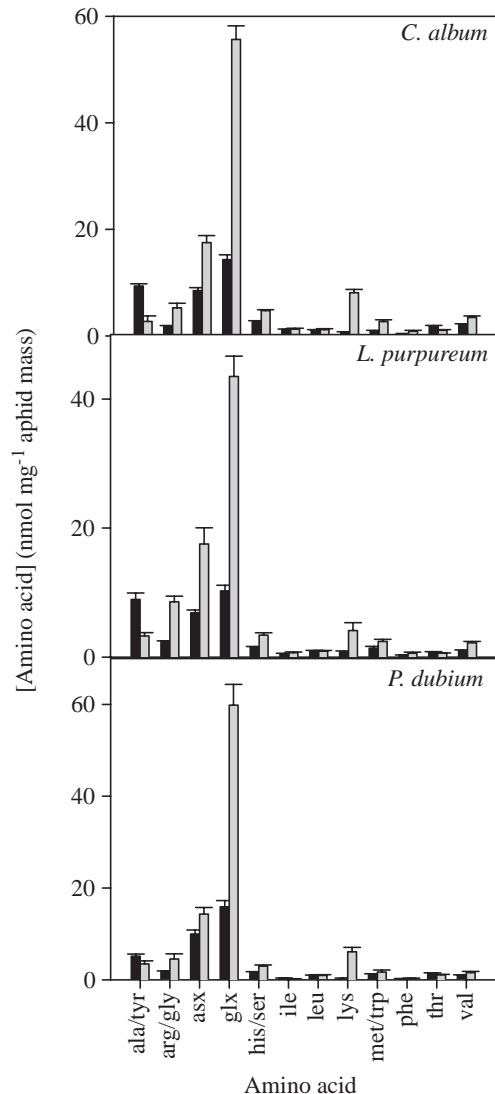 60
C. album
40
20
0
L. purpureum
40
20
0
P. dubium
60
40
20
0
[Amino acid] (nmol mg⁻¹ aphid mass)
ala/tyr
arg/gly
asx
glx
his/ser
ile
leu
lys
met/trp
phe
thr
val
Amino acid